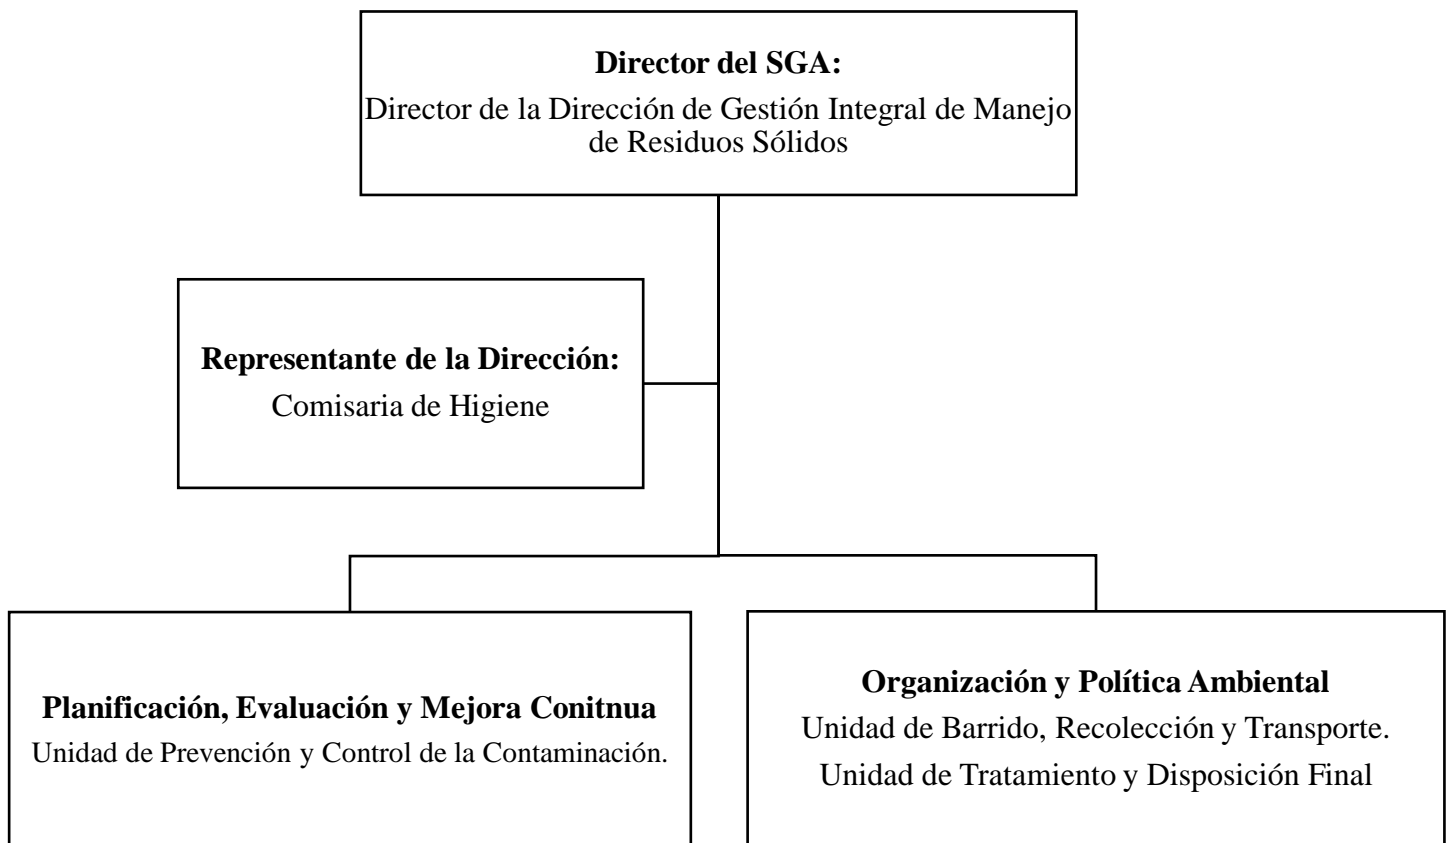 Director del SGA:
Director de la Dirección de Gestión Integral de Manejo
de Residuos Sólidos
Representante de la Dirección:
Comisaria de Higiene
Planificación, Evaluación y Mejora Conitnua
Unidad de Prevención y Control de la Contaminación.
Organización y Política Ambiental
Unidad de Barrido, Recolección y Transporte.
Unidad de Tratamiento y Disposición Final